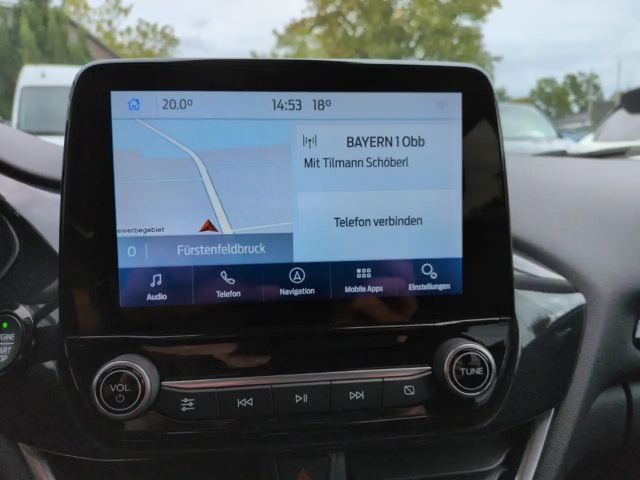 20.0° 14:53 18°
BAYERN 1 Obb
Mit Tilmann Schöberl
ewerbegebiet
0 Fürstenfeldbruck
Telefon verbinden
Audio Telefon Navigation Mobile Apps Einstellungen
VOL
TUNE